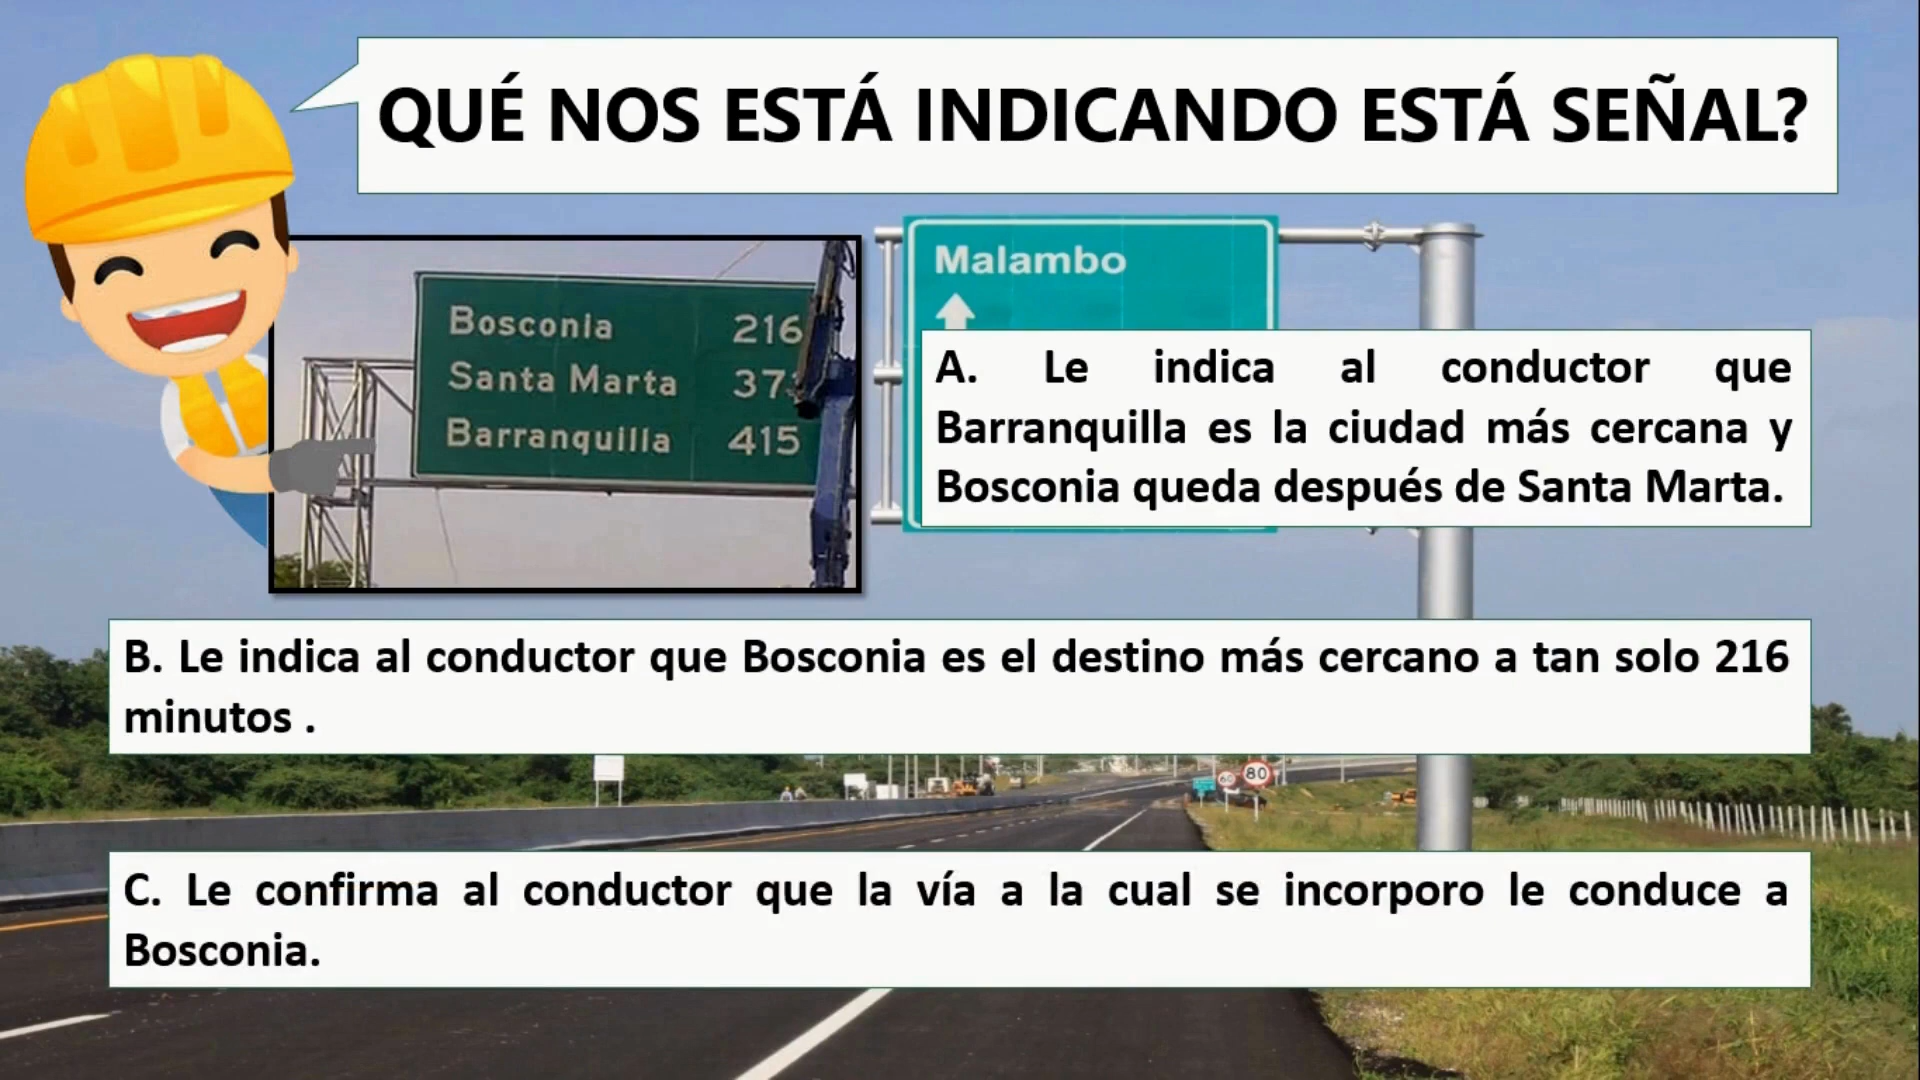 QUÉ NOS ESTÁ INDICANDO ESTÁ SEÑAL?
Malambo
Bosconia 216
Santa Marta 37
Barranquilla 415
A. Le indica al conductor que
Barranquilla es la ciudad más cercana y
Bosconia queda después de Santa Marta.
B. Le indica al conductor que Bosconia es el destino más cercano a tan solo 216
minutos .
60
80
C. Le confirma al conductor que la vía a la cual se incorporo le conduce a
Bosconia.